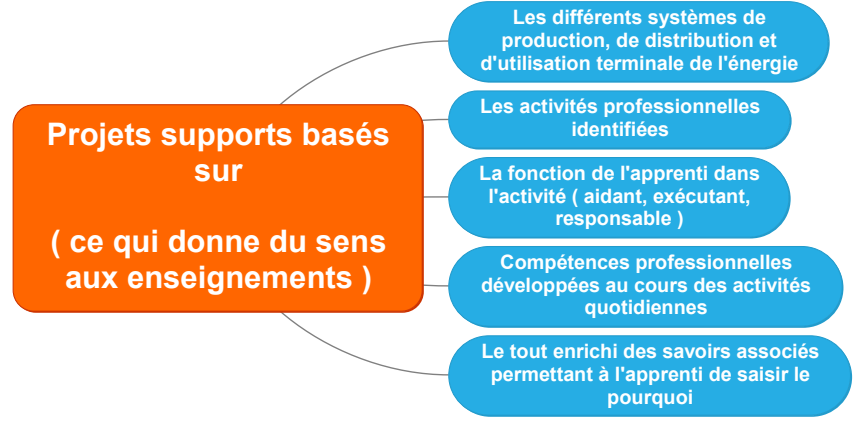 Projets supports basés
sur
( ce qui donne du sens
aux enseignements )
Les différents systèmes de
production, de distribution et
d'utilisation terminale de l'énergie
Les activités professionnelles
identifiées
La fonction de l'apprenti dans
l'activité ( aidant, exécutant,
responsable )
Compétences professionnelles
développées au cours des activités
quotidiennes
Le tout enrichi des savoirs associés
permettant à l'apprenti de saisir le
pourquoi